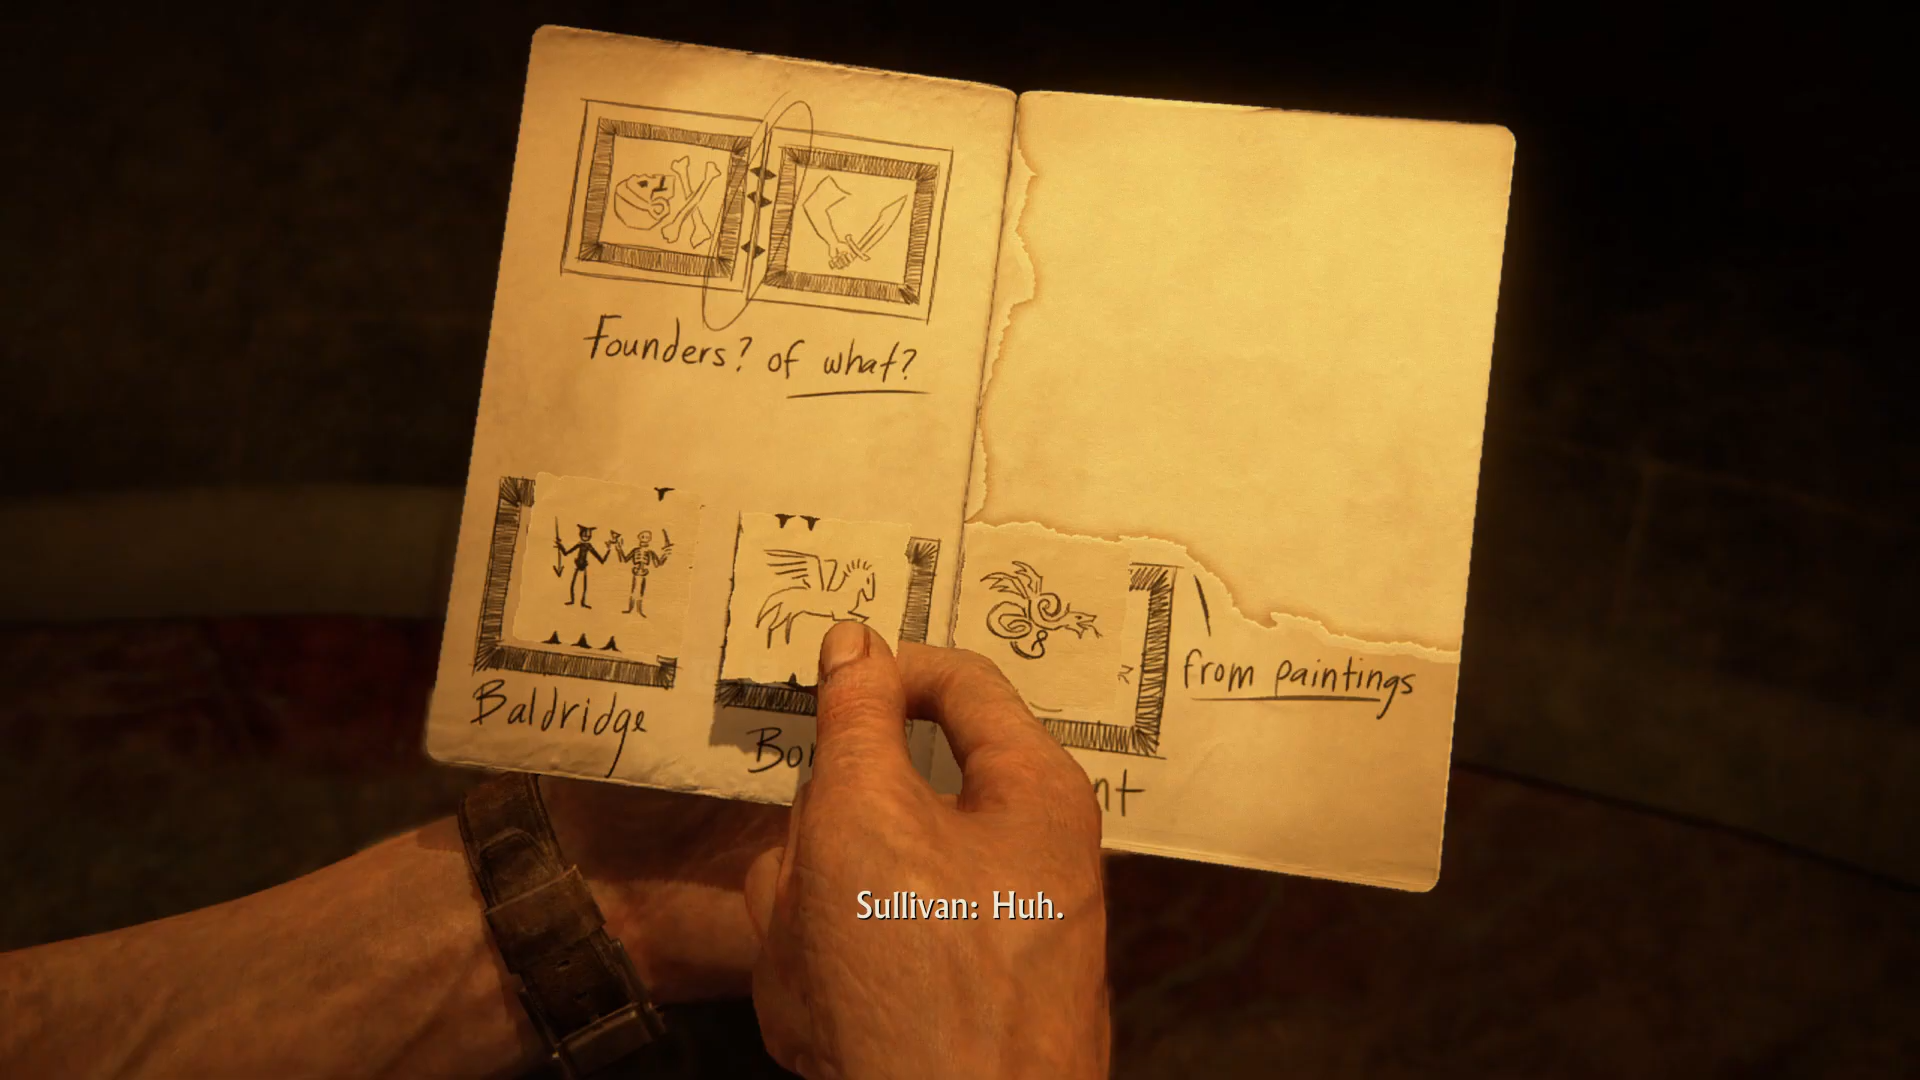 Founders? of what?
Baldridge
from paintings
Sullivan: Huh.